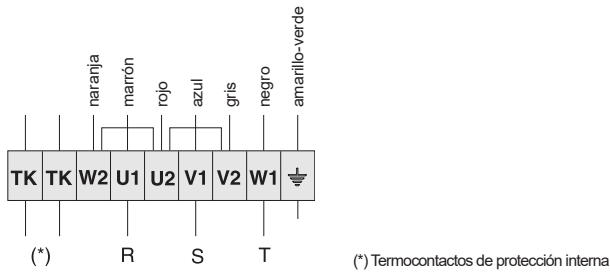 naranja marrón rojo azul gris negro amarillo-verde
TK TK W2 U1 U2 V1 V2 W1
(*) R S T
(*) Termocontactos de protección interna